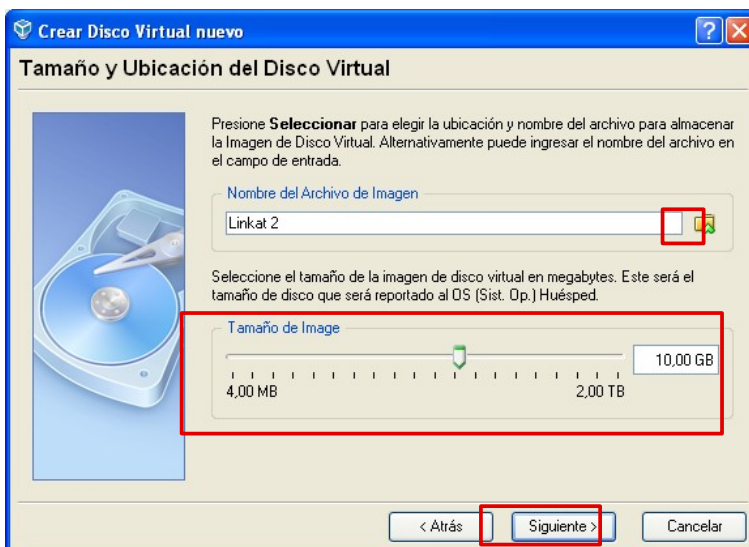 Crear Disco Virtual nuevo
Tamaño y Ubicación del Disco Virtual
Presione Seleccionar para elegir la ubicación y nombre del archivo para almacenar
la Imagen de Disco Virtual. Alternativamente puede ingresar el nombre del archivo en
el campo de entrada.
Nombre del Archivo de Imagen
Linkat 2
Seleccione el tamaño de la imagen de disco virtual en megabytes. Este será el
tamaño de disco que será reportado al OS (Sist. Op.) Huésped.
Tamaño de Image
10,00 GB
4,00 MB 2,00 TB
< Atrás Siguiente > Cancelar